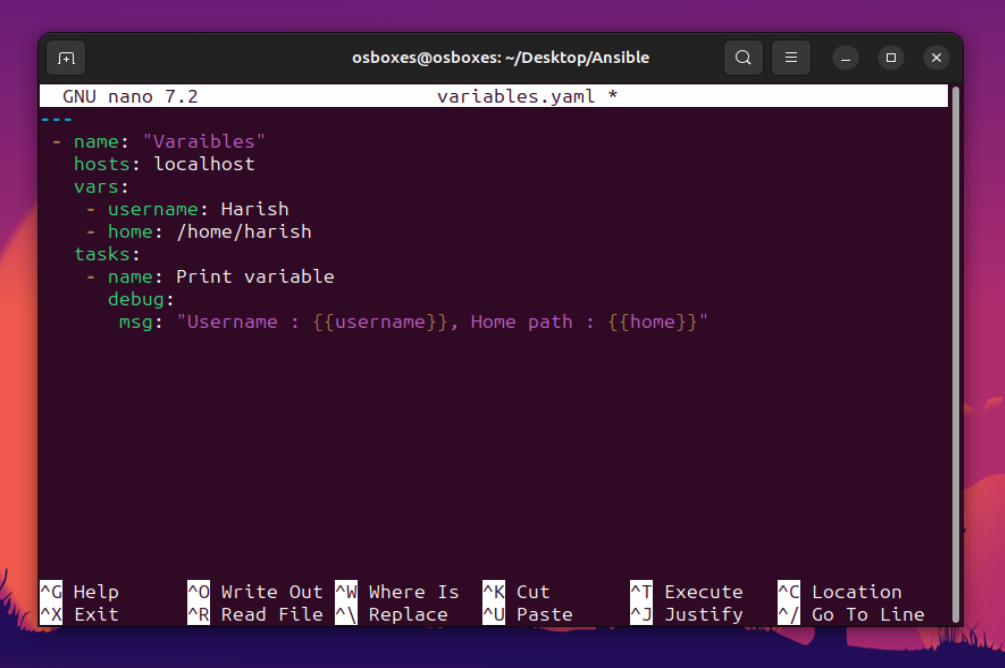 osboxes@osboxes: ~/Desktop/Ansible
GNU nano 7.2 variables.yaml *
---
- name: "Varaibles"
hosts: localhost
vars:
- username: Harish
- home: /home/harish
tasks:
- name: Print variable
debug:
msg: "Username : {{username}}, Home path : {{home}}"
^G Help ^O Write Out ^W Where Is ^K Cut ^T Execute ^C Location
^X Exit ^R Read File ^\ Replace ^U Paste ^J Justify ^/ Go To Line